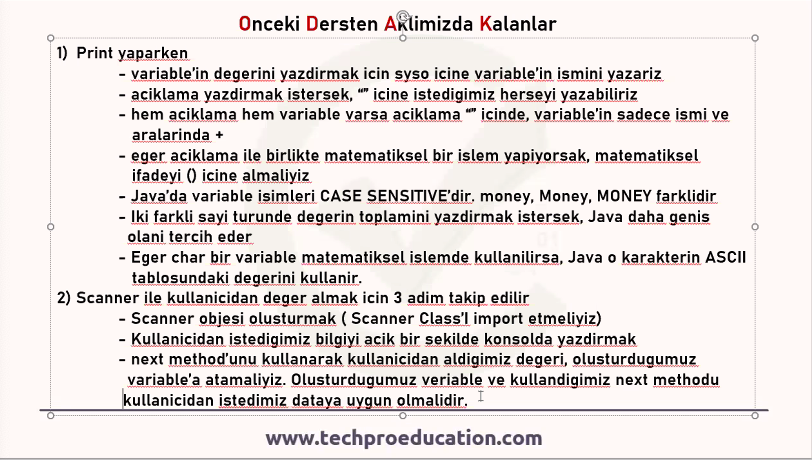 Onceki Dersten Aklimizda Kalanlar
1) Print yaparken
- variable'in degerini yazdirmak icin syso icine variable'in ismini yazariz
- aciklama yazdirmak istersek, “” icine istedigimiz herseyi yazabiliriz
- hem aciklama hem variable varsa aciklama “” icinde, variable'in sadece ismi ve
aralarinda +
- eger aciklama ile birlikte matematiksel bir islem yapiyorsak, matematiksel
ifadeyi () icine almaliyiz
- Java'da variable isimleri CASE SENSITIVE'dir. money, Money, MONEY farklidir
- Iki farkli sayi turunde degerin toplamini yazdirmak istersek, Java daha genis
olani tercih eder
- Eger char bir variable matematiksel islemde kullanilirsa, Java o karakterin ASCII
tablosundaki degerini kullanir.
2) Scanner ile kullanicidan deger almak icin 3 adim takip edilir
- Scanner objesi olusturmak ( Scanner Class'I import etmeliyiz)
- Kullanicidan istedigimiz bilgiyi acik bir sekilde konsolda yazdirmak
- next method'unu kullanarak kullanicidan aldigimiz degeri, olusturdugumuz
variable'a atamaliyiz. Olusturdugumuz veriable ve kullandigimiz next methodu
kullanicidan istedimiz dataya uygun olmalidir.
www.techproeducation.com